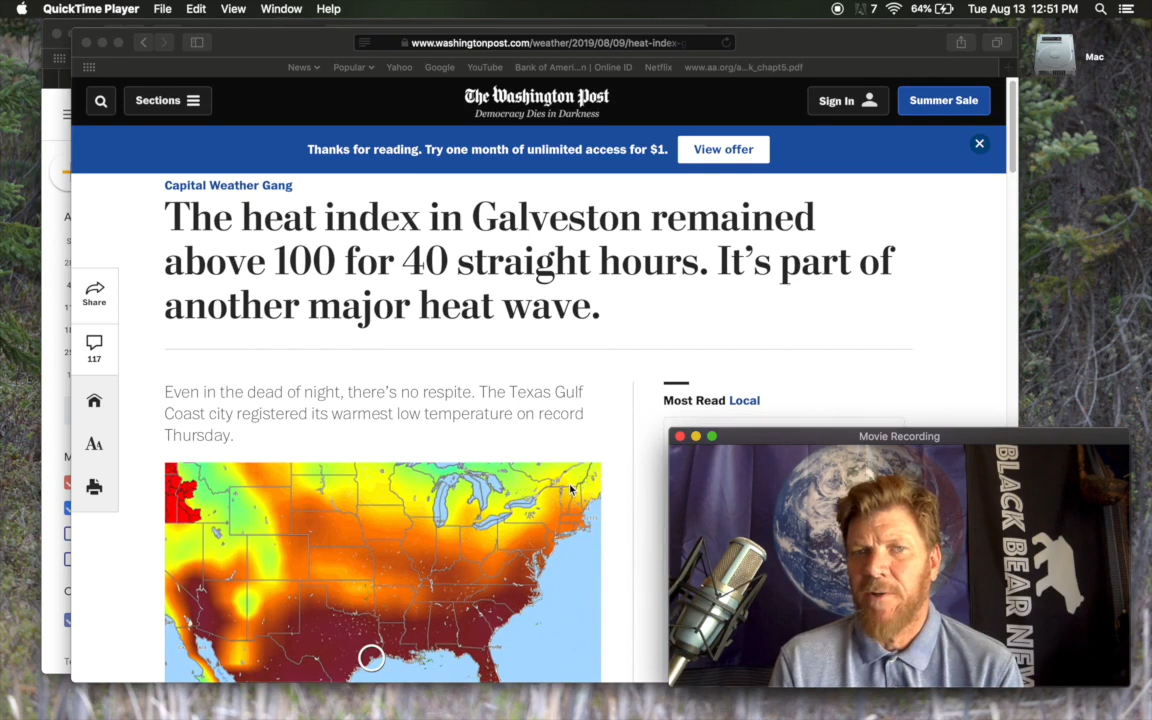 QuickTime Player File Edit View Window Help
7 64% Tue Aug 13 12:51 PM
www.washingtonpost.com/weather/2019/08/09/heat-index-
News Popular Yahoo Google YouTube Bank of Ameri...n | Online ID Netflix www.aa.org/a...k_chapt5.pdf
Mac
Sections
The Washington Post
Democracy Dies in Darkness
Sign In
Summer Sale
Thanks for reading. Try one month of unlimited access for $1.
View offer
Capital Weather Gang
The heat index in Galveston remained
above 100 for 40 straight hours. It’s part of
another major heat wave.
Share
117
AA
Even in the dead of night, there’s no respite. The Texas Gulf
Coast city registered its warmest low temperature on record
Thursday.
Most Read Local
Movie Recording
BLACK BEAR NEW